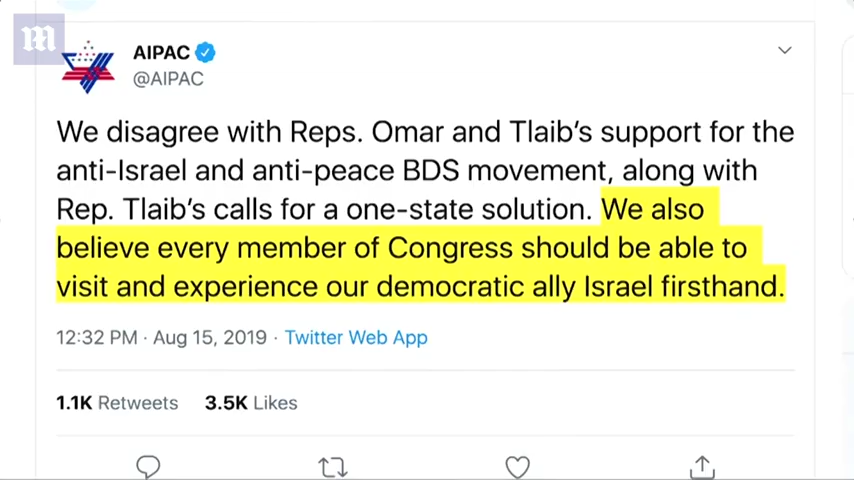 m
AIPAC
@AIPAC
We disagree with Reps. Omar and Tlaib's support for the
anti-Israel and anti-peace BDS movement, along with
Rep. Tlaib's calls for a one-state solution. We also
believe every member of Congress should be able to
visit and experience our democratic ally Israel firsthand.
12:32 PM · Aug 15, 2019 · Twitter Web App
1.1K Retweets 3.5K Likes